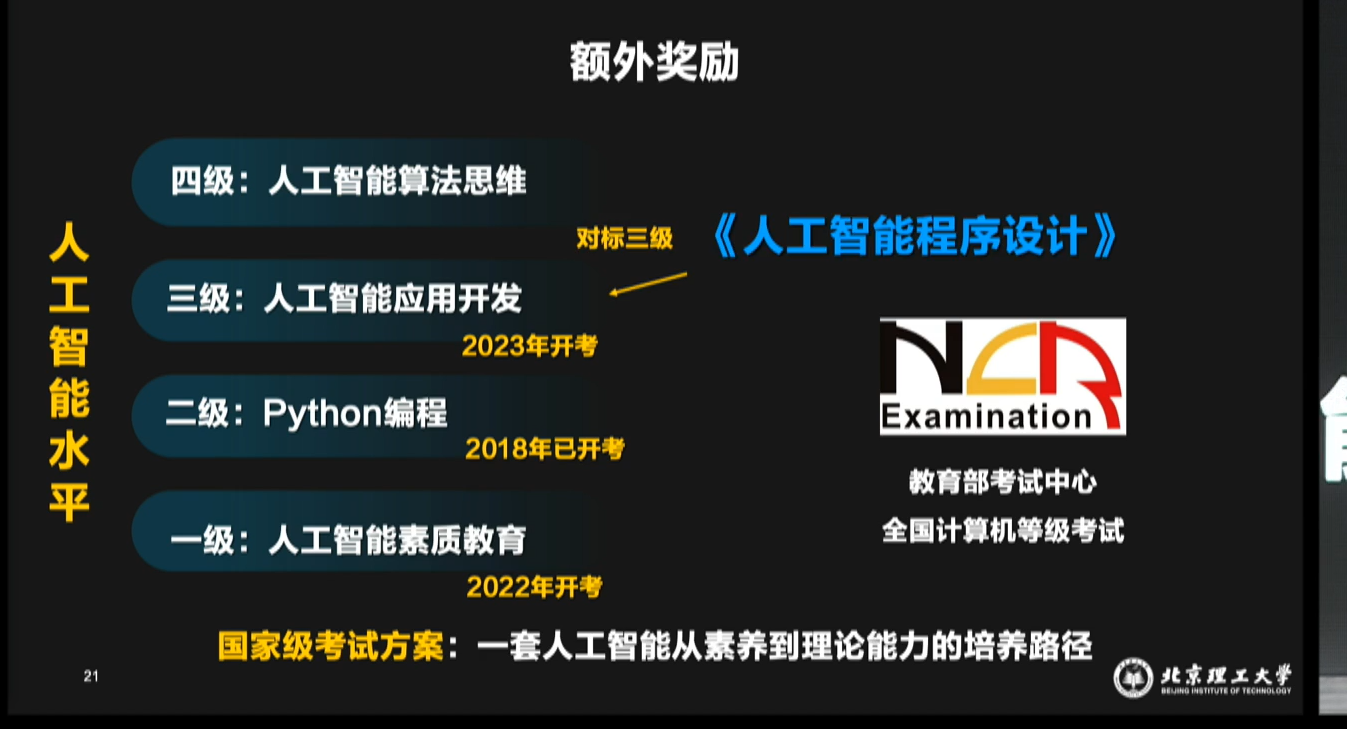 额外奖励
四级：人工智能算法思维
对标三级
《人工智能程序设计》
三级：人工智能应用开发
2023年开考
二级：Python编程
2018年已开考
一级：人工智能素质教育
2022年开考
人工智能水平
NCR
Examination
教育部考试中心
全国计算机等级考试
国家级考试方案：一套人工智能从素养到理论能力的培养路径
21
北京理工大学
BEIJING INSTITUTE OF TECHNOLOGY